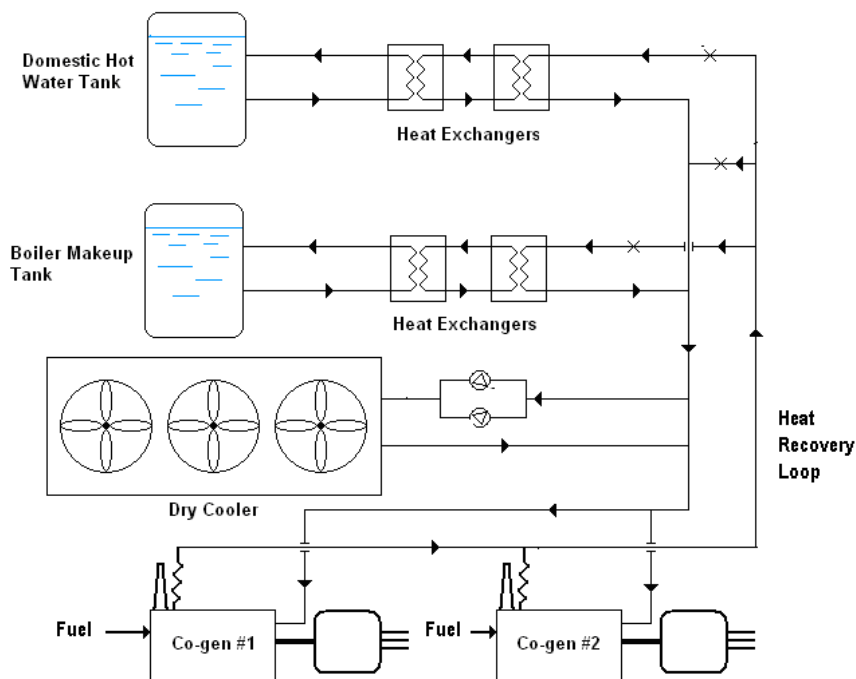 Domestic Hot
Water Tank
Heat Exchangers
Boiler Makeup
Tank
Heat Exchangers
Heat
Recovery
Loop
Dry Cooler
Fuel
Co-gen #1
Fuel
Co-gen #2